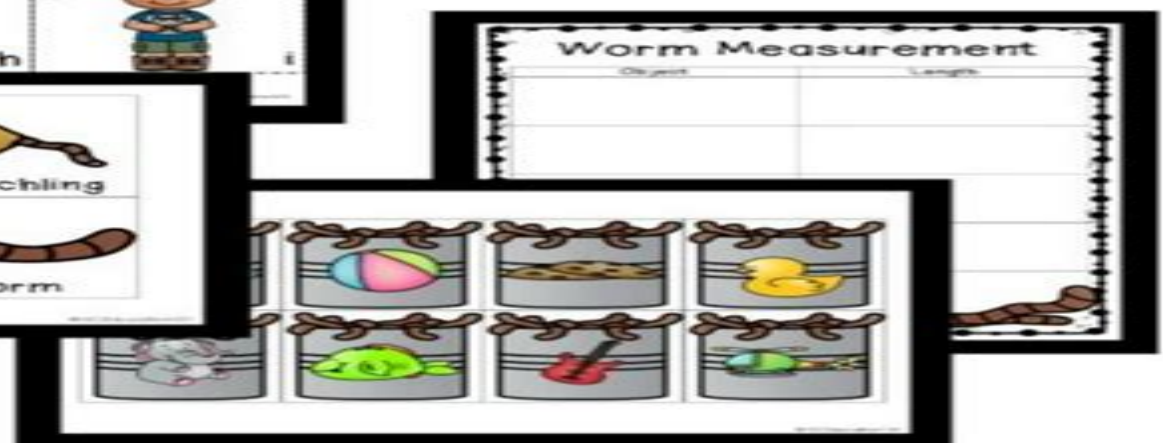 h
i
Worm Measurement
Object Length
chling
orm